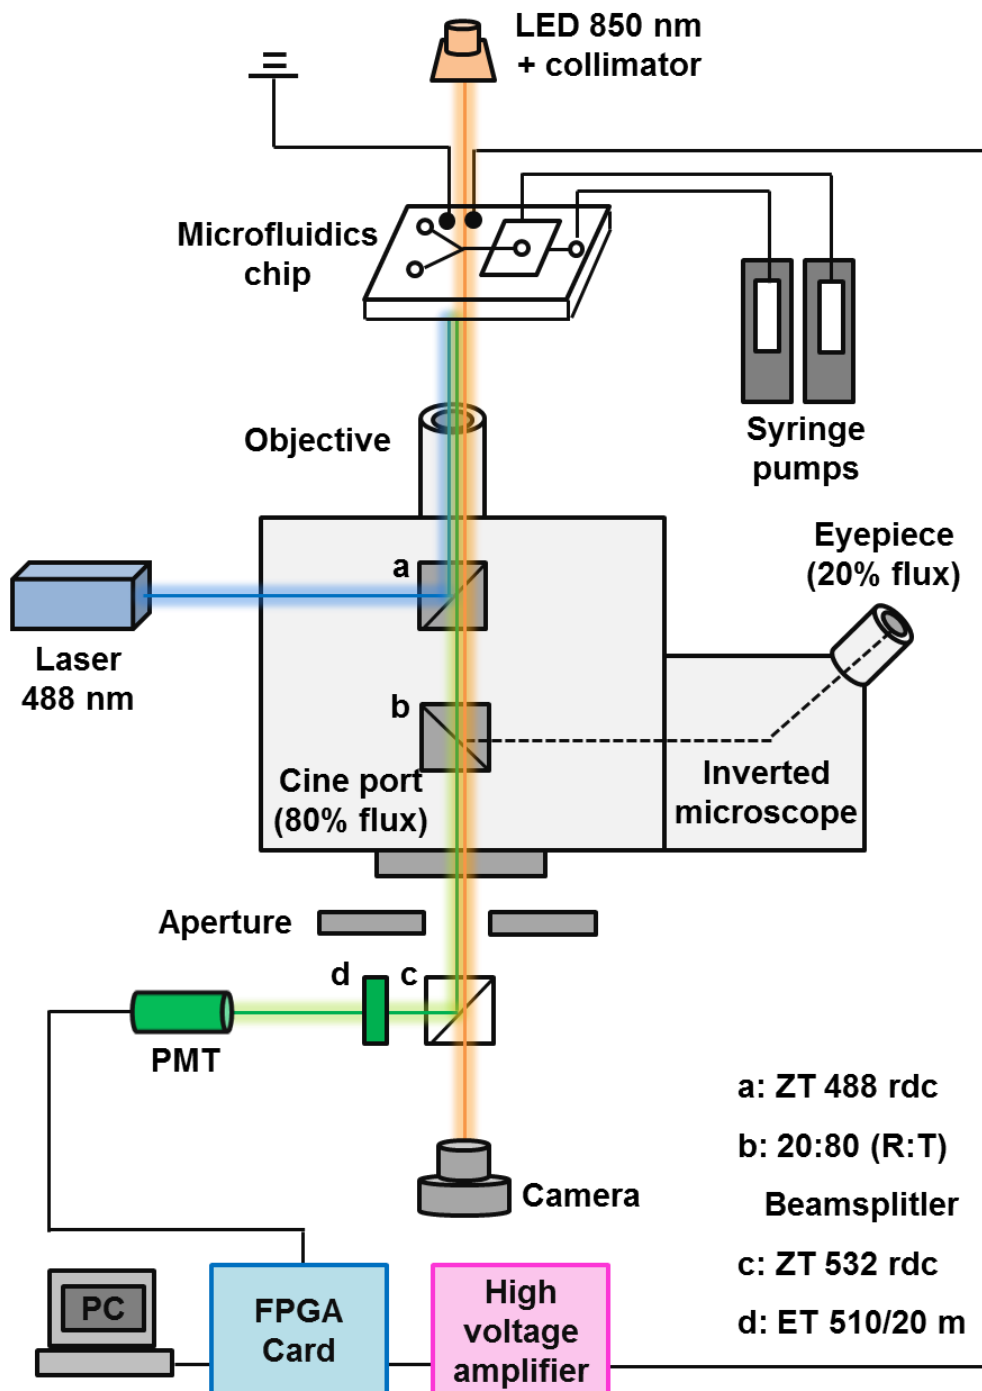 LED 850 nm
+ collimator
Microfluidics
chip
Syringe
pumps
Objective
Eyepiece
(20% flux)
a
Laser
488 nm
b
Cine port
(80% flux)
Inverted
microscope
Aperture
d
c
PMT
a: ZT 488 rdc
b: 20:80 (R:T)
Beamsplitler
c: ZT 532 rdc
d: ET 510/20 m
Camera
PC
FPGA
Card
High
voltage
amplifier